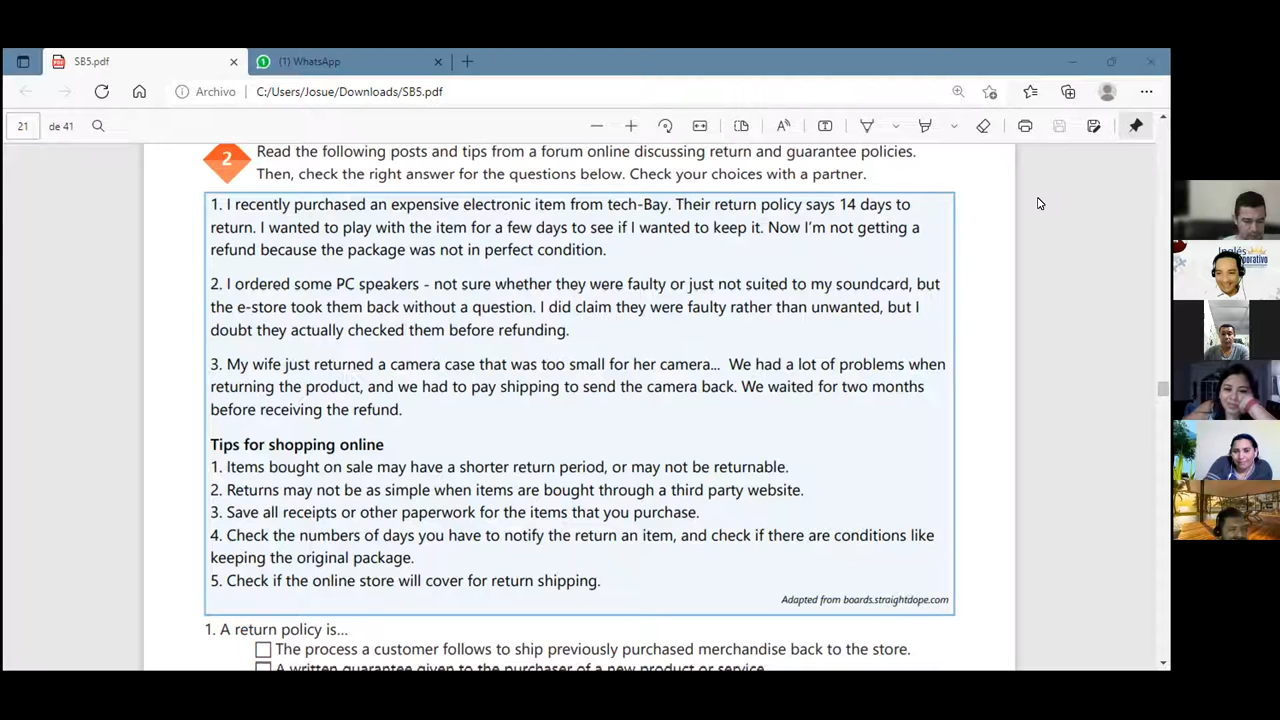 SB5.pdf
(1) WhatsApp
Archivo
C:/Users/Josue/Downloads/SB5.pdf
21 de 41
2
Read the following posts and tips from a forum online discussing return and guarantee policies.
Then, check the right answer for the questions below. Check your choices with a partner.
1. I recently purchased an expensive electronic item from tech-Bay. Their return policy says 14 days to
return. I wanted to play with the item for a few days to see if I wanted to keep it. Now I'm not getting a
refund because the package was not in perfect condition.
2. I ordered some PC speakers - not sure whether they were faulty or just not suited to my soundcard, but
the e-store took them back without a question. I did claim they were faulty rather than unwanted, but I
doubt they actually checked them before refunding.
3. My wife just returned a camera case that was too small for her camera... We had a lot of problems when
returning the product, and we had to pay shipping to send the camera back. We waited for two months
before receiving the refund.
Tips for shopping online
1. Items bought on sale may have a shorter return period, or may not be returnable.
2. Returns may not be as simple when items are bought through a third party website.
3. Save all receipts or other paperwork for the items that you purchase.
4. Check the numbers of days you have to notify the return an item, and check if there are conditions like
keeping the original package.
5. Check if the online store will cover for return shipping.
Adapted from boards.straightdope.com
1. A return policy is...
The process a customer follows to ship previously purchased merchandise back to the store.
A written guarantee given to the purchaser of a new product or service
Inglés